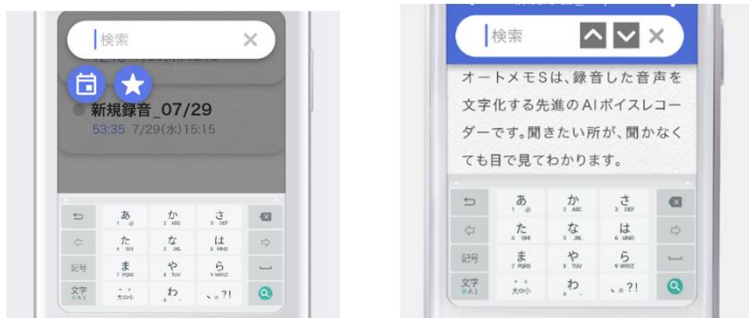 検索
新規録音_07/29
53:35 7/29(水)15:15
あ か さ
た な は
記号 ま や ら
文字 わ 、。?!
検索
オートメモSは、録音した音声を
文字化する先進のAIボイスレコー
ダーです。聞きたい所が、聞かなく
ても目で見てわかります。
あ か さ
た な は
記号 ま や ら
文字 わ 、。?!